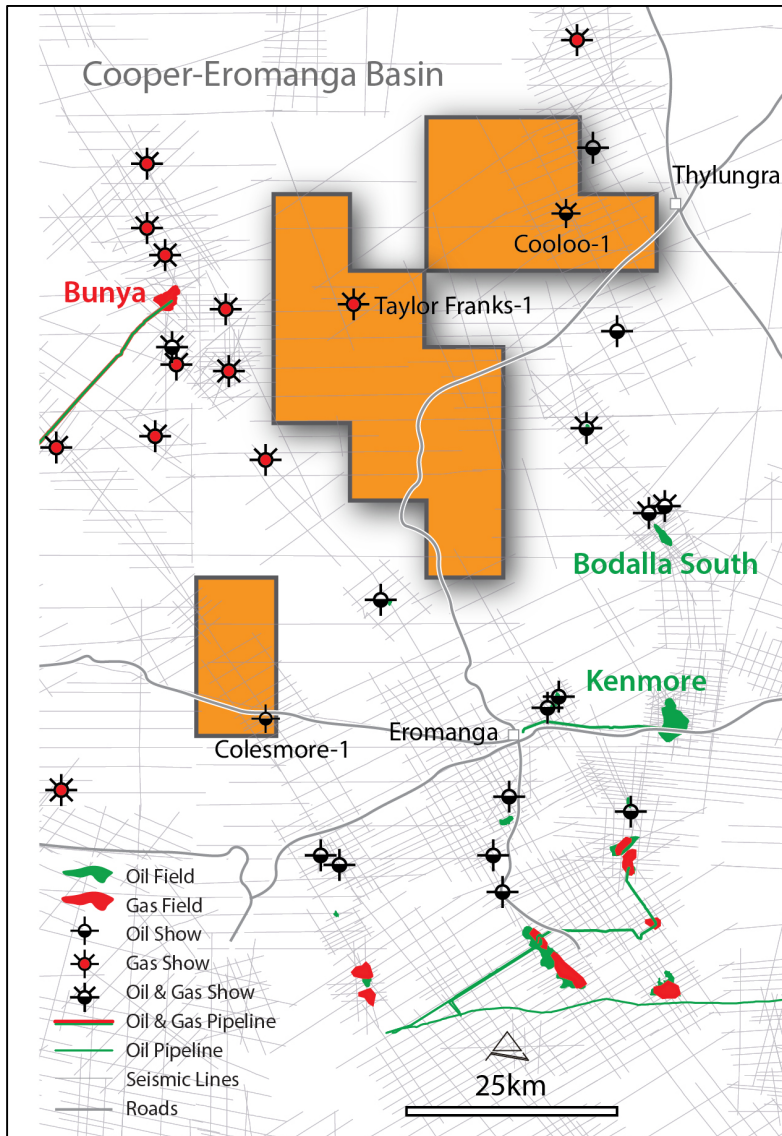 Cooper-Eromanga Basin
Thylungra
Cooloo-1
Bunya
Taylor Franks-1
Bodalla South
Kenmore
Eromanga
Colesmore-1
Oil Field
Gas Field
Oil Show
Gas Show
Oil & Gas Show
Oil & Gas Pipeline
Oil Pipeline
Seismic Lines
Roads
25km